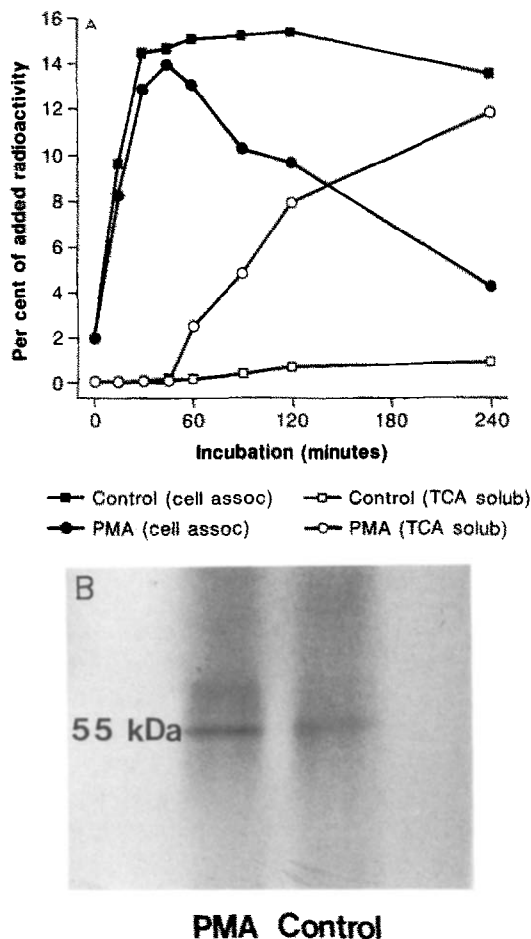 A
Per cent of added radioactivity
16
14
12
10
8
6
4
2
0
0 60 120 180 240
Incubation (minutes)
Control (cell assoc) Control (TCA solub)
PMA (cell assoc) PMA (TCA solub)
B
55 kDa
PMA Control